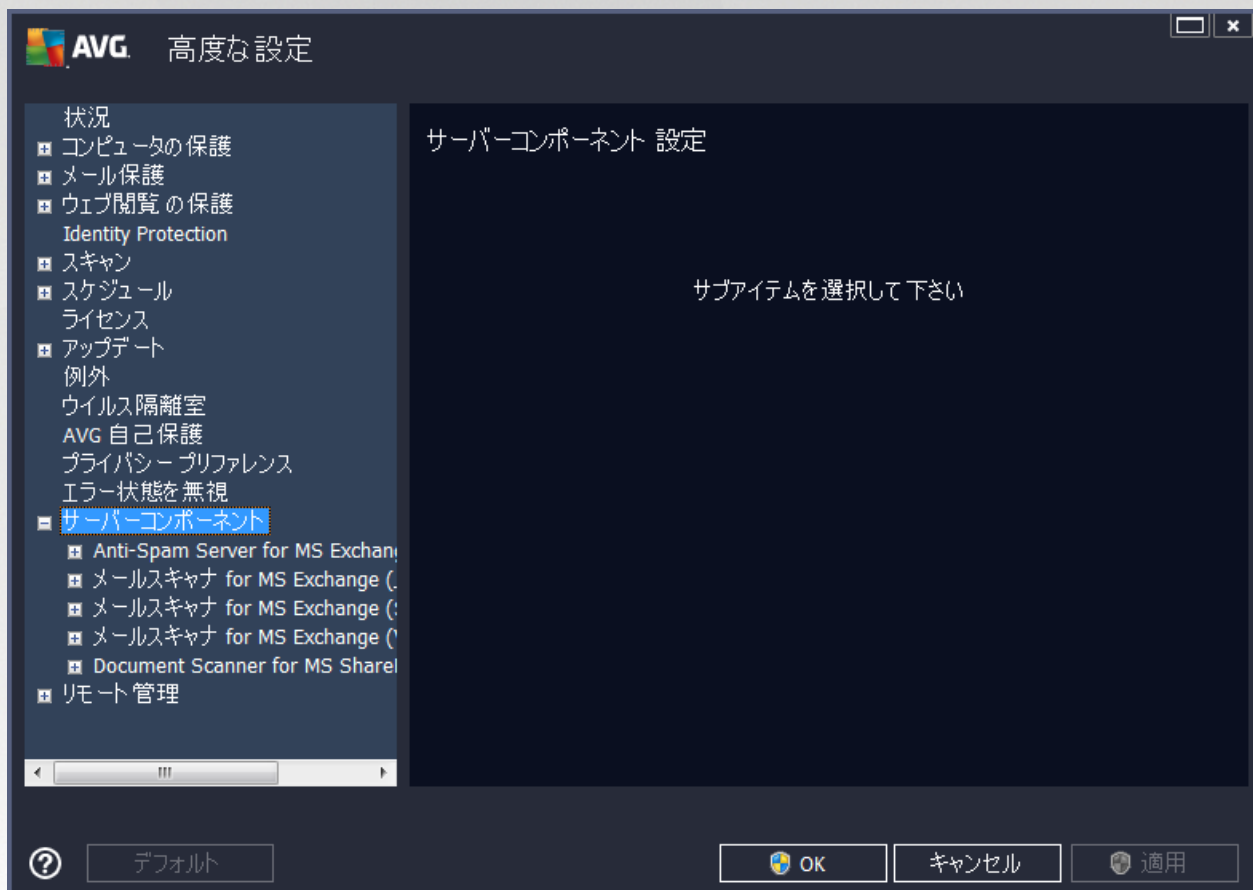 AVG. 高度な設定
状況
コンピュータの保護
メール保護
ウェブ閲覧 の保護
Identity Protection
スキャン
スケジュール
ライセンス
アップデート
例外
ウイルス隔離室
AVG 自己保護
プライバシー プリファレンス
エラー状態を無視
サーバーコンポーネント
Anti-Spam Server for MS
メールスキャナ for MS Exchange (
メールスキャナ for MS Exchange (
メールスキャナ for MS Exchange (
Document Scanner for MS
リモート管理
サーバーコンポーネント 設定
サブアイテムを選択して下さい
デフォルト
OK
キャンセル
適用